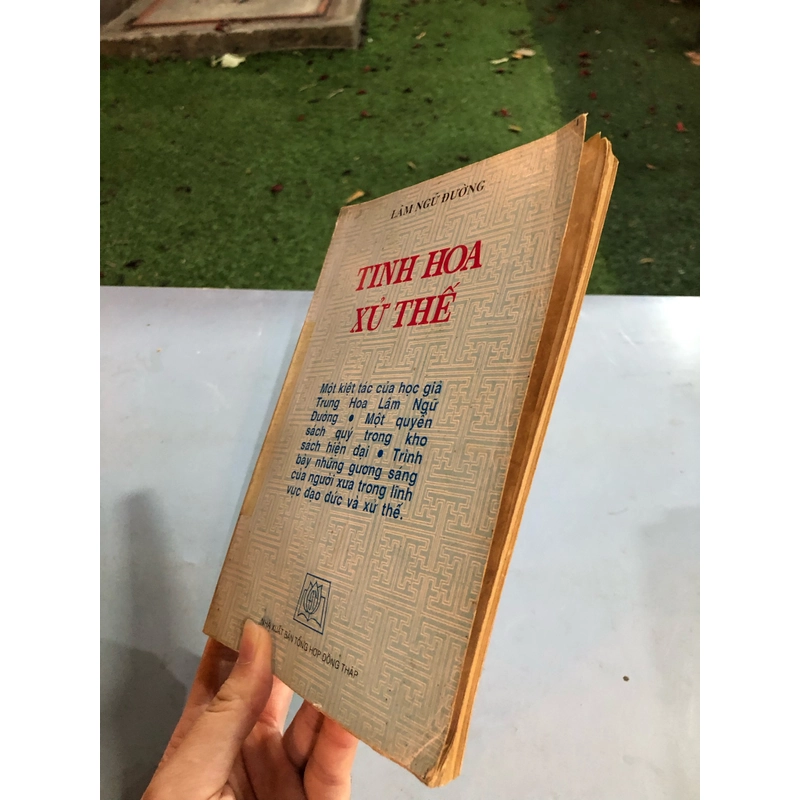 LÂM NGỮ ĐƯỜNG
TINH HOA
XỬ THẾ
Một kiệt tác của học giả
Trung Hoa Lâm Ngữ
Đường • Một quyển
sách quý trong kho
sách hiện đại • Trình
bày những gương sáng
của người xưa trong lĩnh
vực đạo đức và xử thế.
NHÀ XUẤT BẢN TỔNG HỢP ĐỒNG THÁP